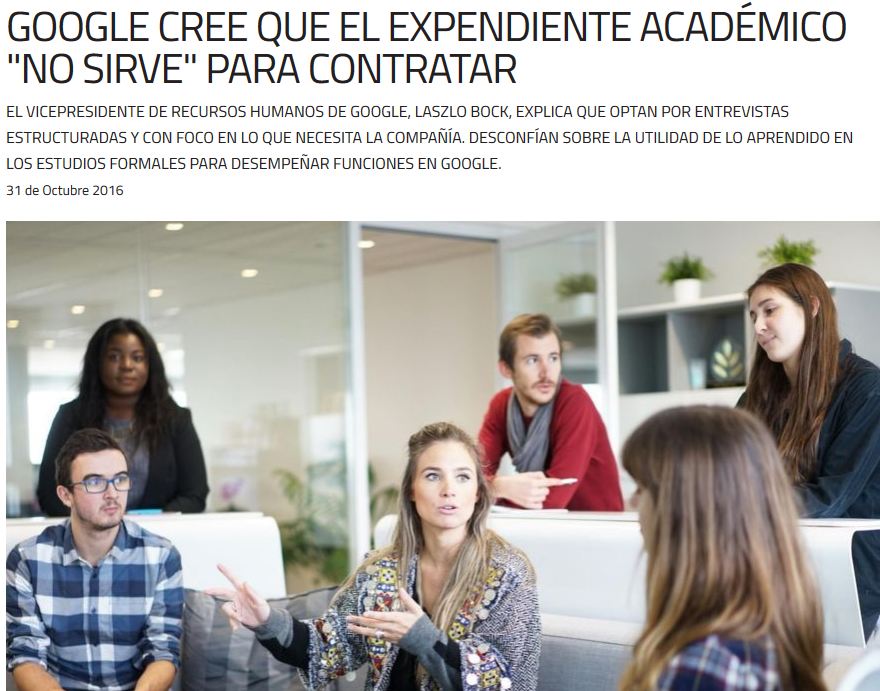 GOOGLE CREE QUE EL EXPENDIENTE ACADÉMICO
"NO SIRVE" PARA CONTRATAR
EL VICEPRESIDENTE DE RECURSOS HUMANOS DE GOOGLE, LASZLO BOCK, EXPLICA QUE OPTAN POR ENTREVISTAS
ESTRUCTURADAS Y CON FOCO EN LO QUE NECESITA LA COMPAÑÍA. DESCONFÍAN SOBRE LA UTILIDAD DE LO APRENDIDO EN
LOS ESTUDIOS FORMALES PARA DESEMPEÑAR FUNCIONES EN GOOGLE.
31 de Octubre 2016